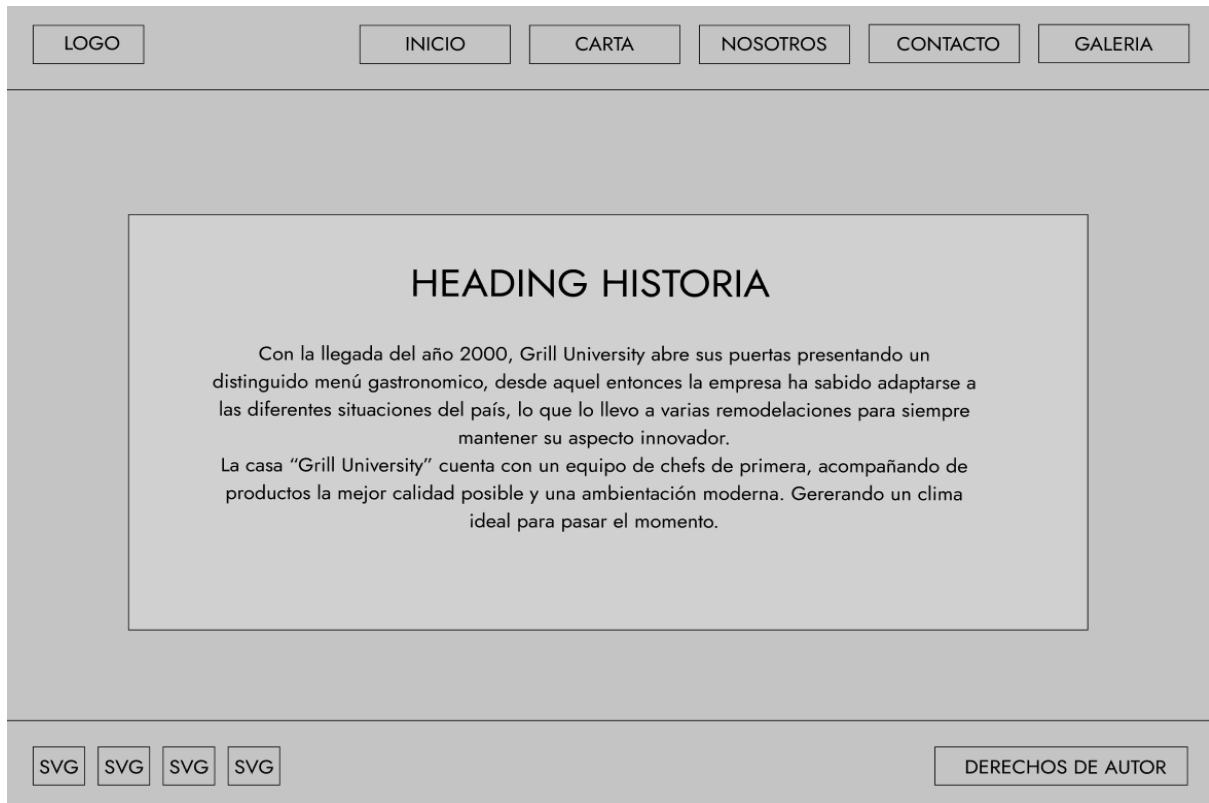 LOGO
INICIO
CARTA
NOSOTROS
CONTACTO
GALERIA
HEADING HISTORIA
Con la llegada del año 2000, Grill University abre sus puertas presentando un
distinguido menú gastronomico, desde aquel entonces la empresa ha sabido adaptarse a
las diferentes situaciones del país, lo que lo llevo a varias remodelaciones para siempre
mantener su aspecto innovador.
La casa “Grill University” cuenta con un equipo de chefs de primera, acompañando de
productos la mejor calidad posible y una ambientación moderna. Gererando un clima
ideal para pasar el momento.
SVG
SVG
SVG
SVG
DERECHOS DE AUTOR